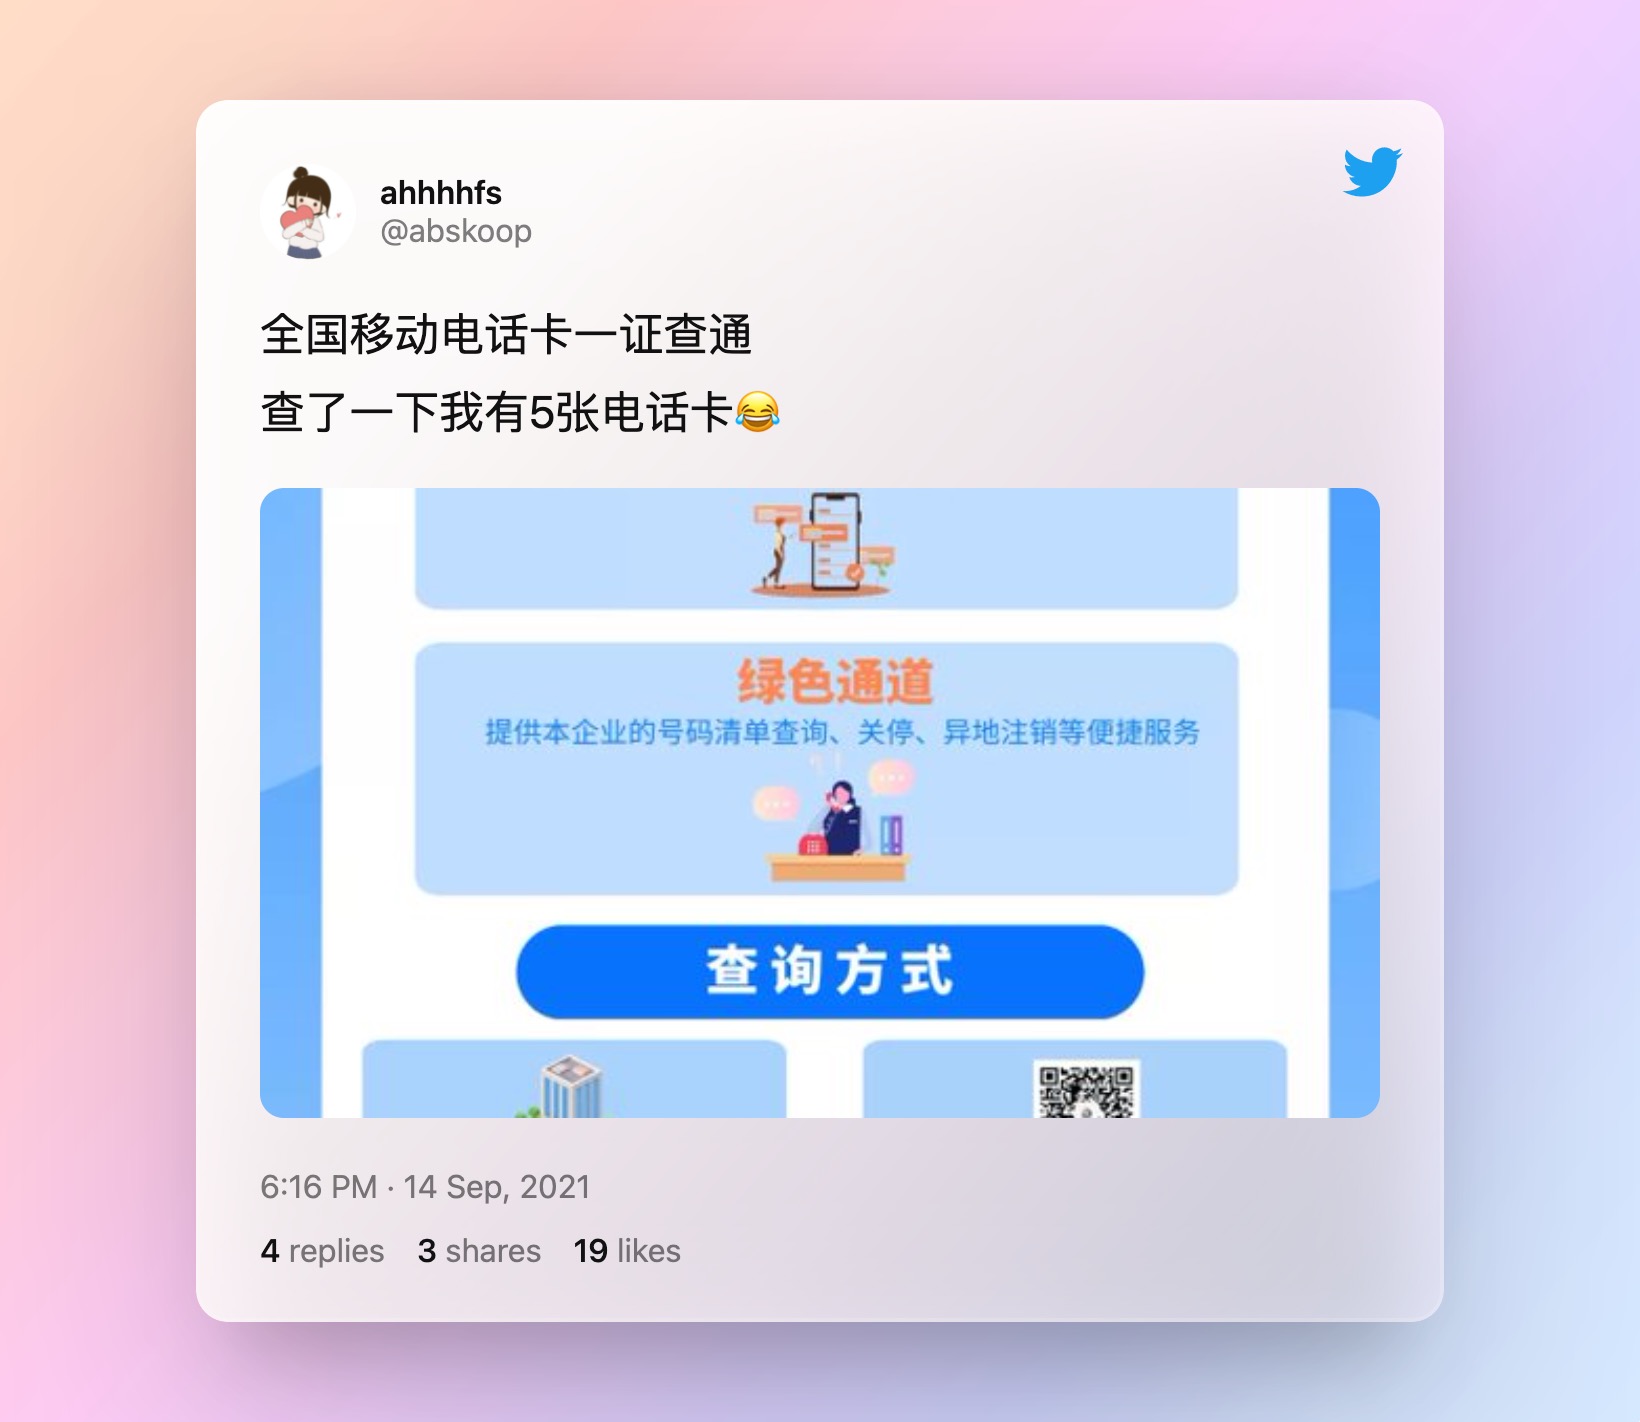 ahhhhfs
@abskoop
全国移动电话卡一证查通
查了一下我有5张电话卡😂
绿色通道
提供本企业的号码清单查询、关停、异地注销等便捷服务
查询方式
6:16 PM · 14 Sep, 2021
4 replies 3 shares 19 likes